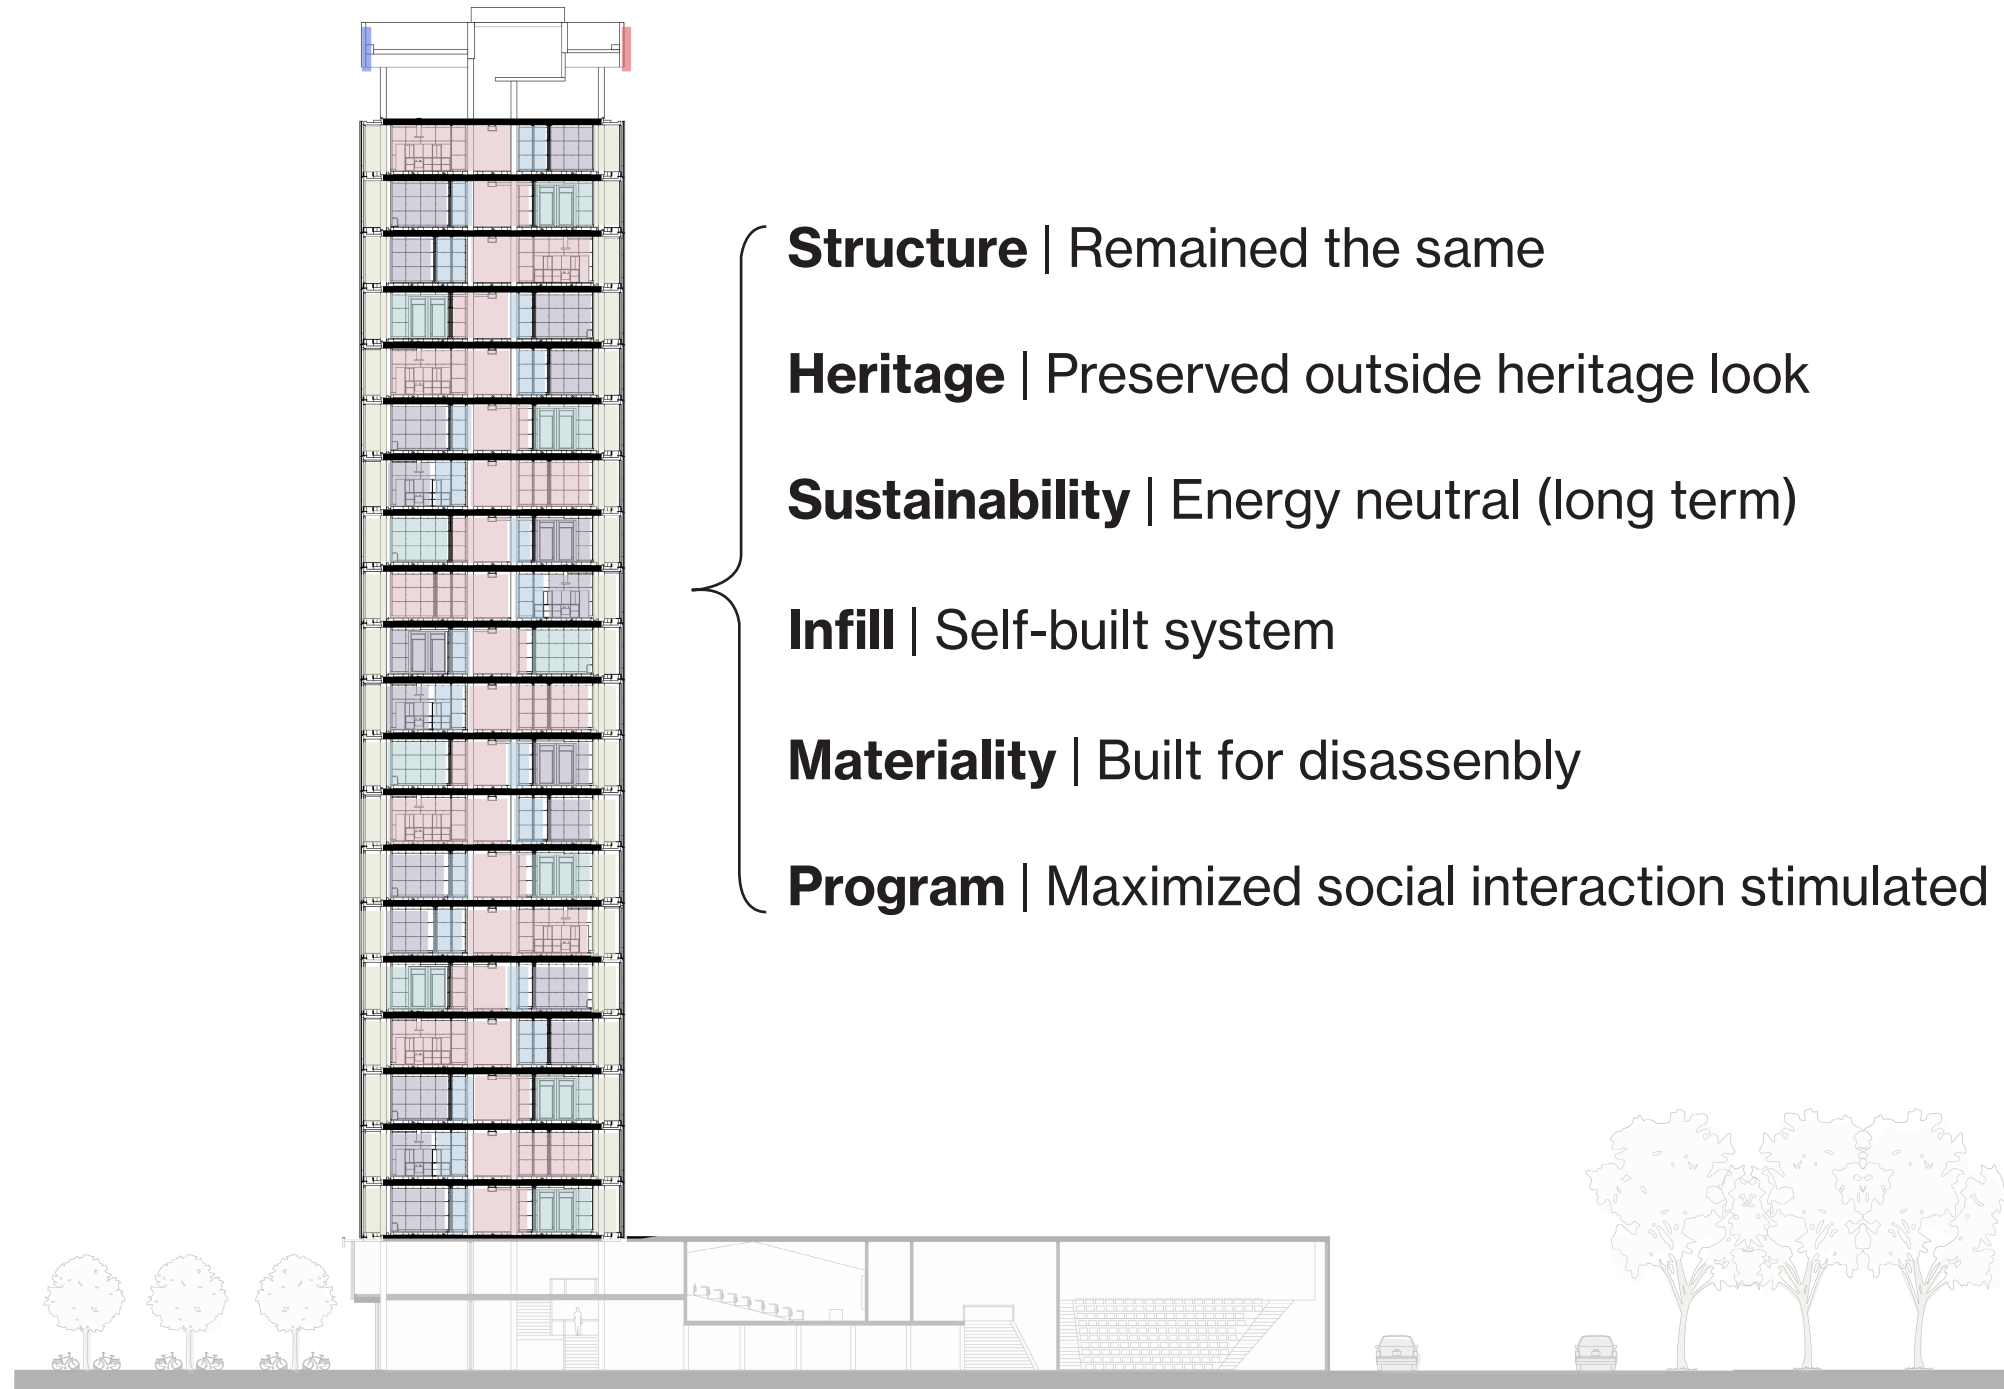 Structure | Remained the same
Heritage | Preserved outside heritage look
Sustainability | Energy neutral (long term)
Infill | Self-built system
Materiality | Built for disassenbly
Program | Maximized social interaction stimulated